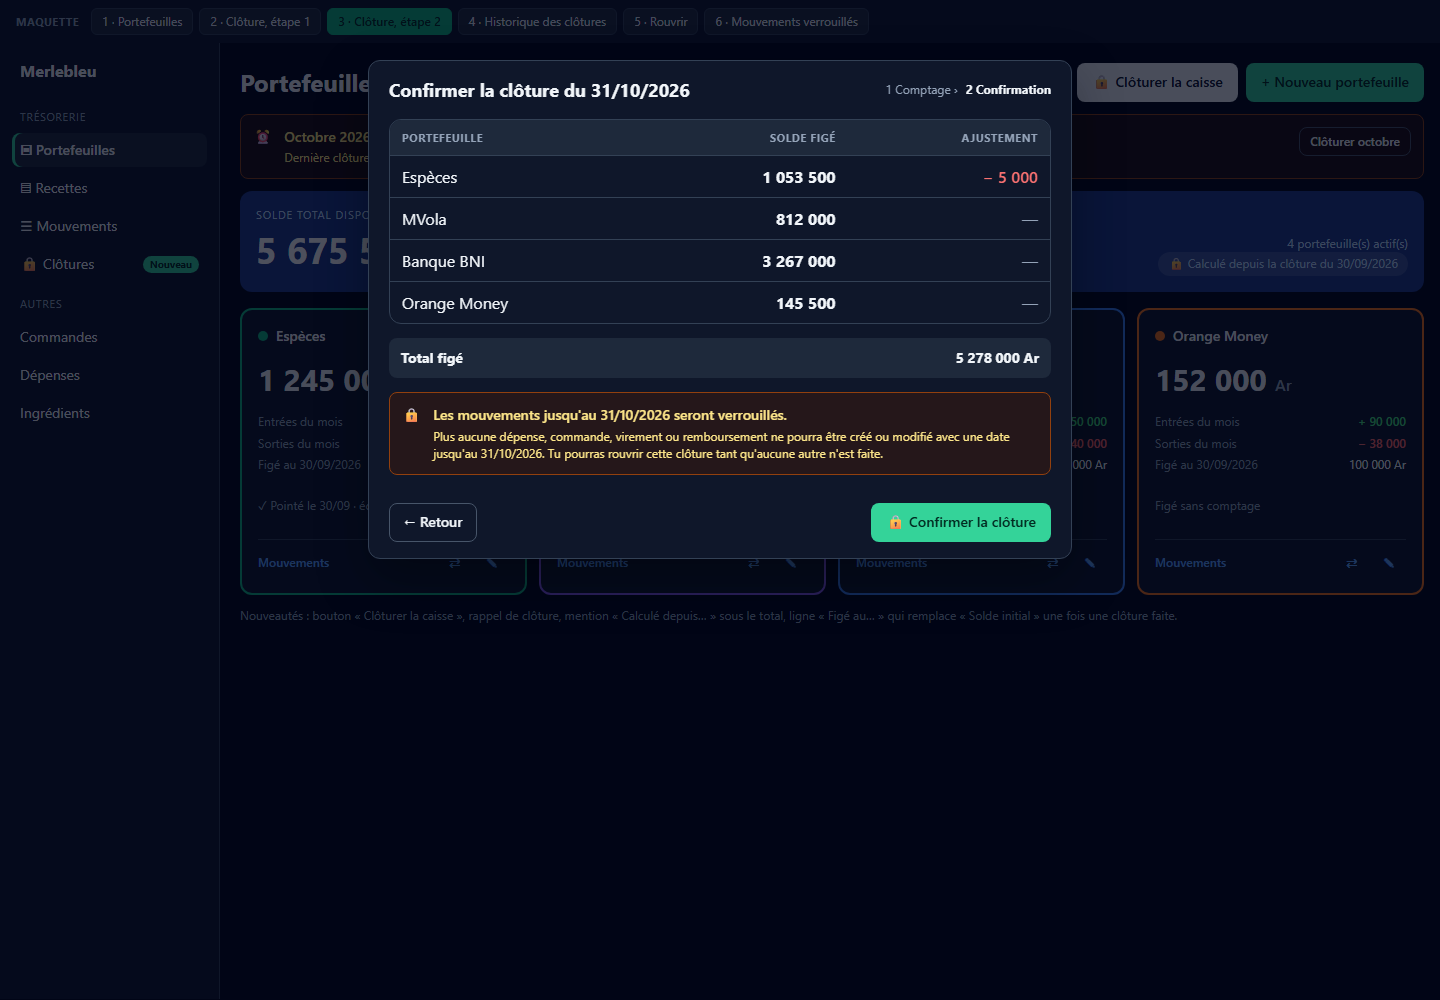 MAQUETTE 1 · Portefeuilles 2 · Clôture, étape 1 3 · Clôture, étape 2 4 · Historique des clôtures 5 · Rouvrir 6 · Mouvements verrouillés
Merlebleu
TRÉSORERIE
Portefeuilles
Recettes
Mouvements
Clôtures Nouveau
AUTRES
Commandes
Dépenses
Ingrédients
Portefeuille
Clôturer la caisse
+ Nouveau portefeuille
Octobre 2026
Dernière clôture
Clôturer octobre
SOLDE TOTAL DISPO
5 675 5
4 portefeuille(s) actif(s)
Calculé depuis la clôture du 30/09/2026
Confirmer la clôture du 31/10/2026
1 Comptage › 2 Confirmation
PORTEFEUILLE SOLDE FIGÉ AJUSTEMENT
Espèces 1 053 500 − 5 000
MVola 812 000 —
Banque BNI 3 267 000 —
Orange Money 145 500 —
Total figé 5 278 000 Ar
Les mouvements jusqu'au 31/10/2026 seront verrouillés.
Plus aucune dépense, commande, virement ou remboursement ne pourra être créé ou modifié avec une date
jusqu'au 31/10/2026. Tu pourras rouvrir cette clôture tant qu'aucune autre n'est faite.
← Retour
Confirmer la clôture
Espèces
1 245 00
Entrées du mois
Sorties du mois
Figé au 30/09/2026
✓ Pointé le 30/09 · é
Mouvements ⇄
Mouvements ⇄
50 000
40 000
000 Ar
Mouvements ⇄
Orange Money
152 000 Ar
Entrées du mois + 90 000
Sorties du mois − 38 000
Figé au 30/09/2026 100 000 Ar
Figé sans comptage
Mouvements ⇄
Nouveautés : bouton « Clôturer la caisse », rappel de clôture, mention « Calculé depuis… » sous le total, ligne « Figé au… » qui remplace « Solde initial » une fois une clôture faite.